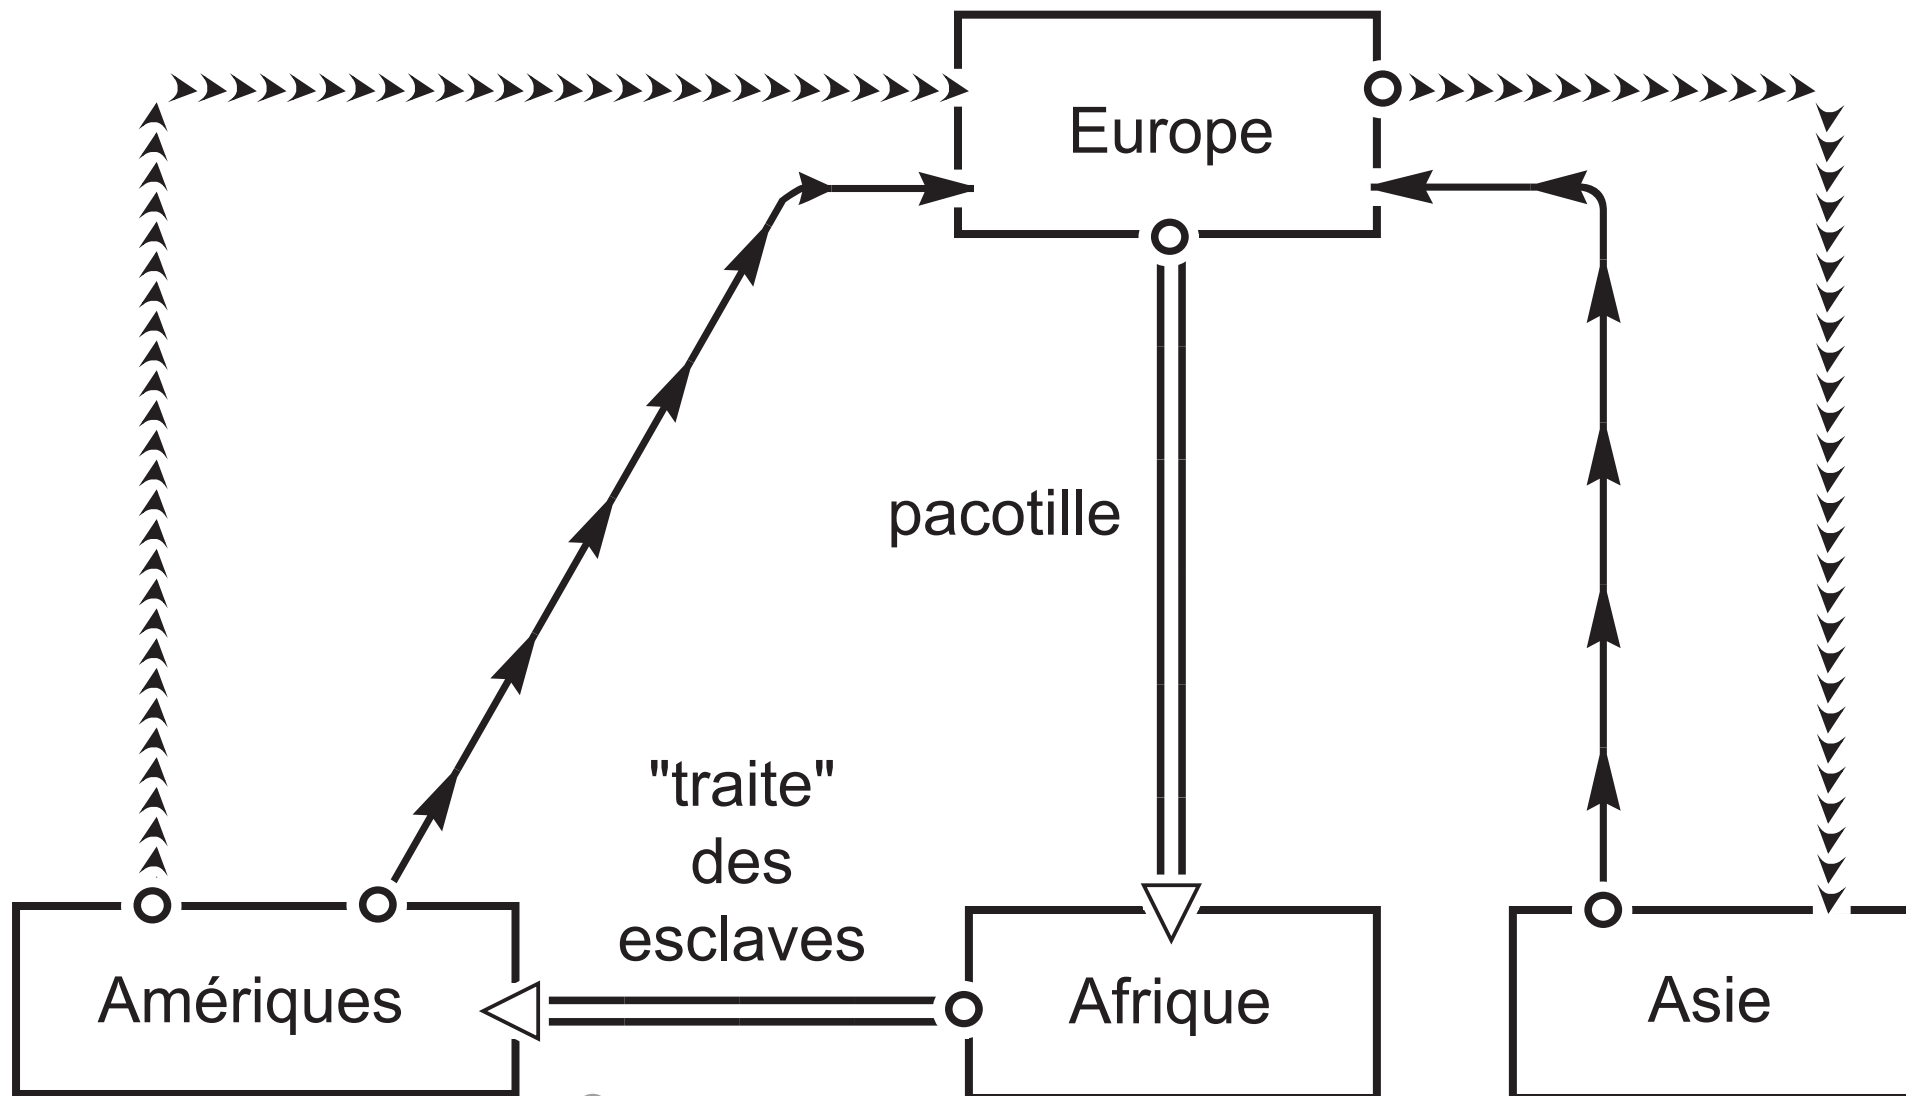 Europe
pacotille
"traite"
des
esclaves
Amériques
Afrique
Asie